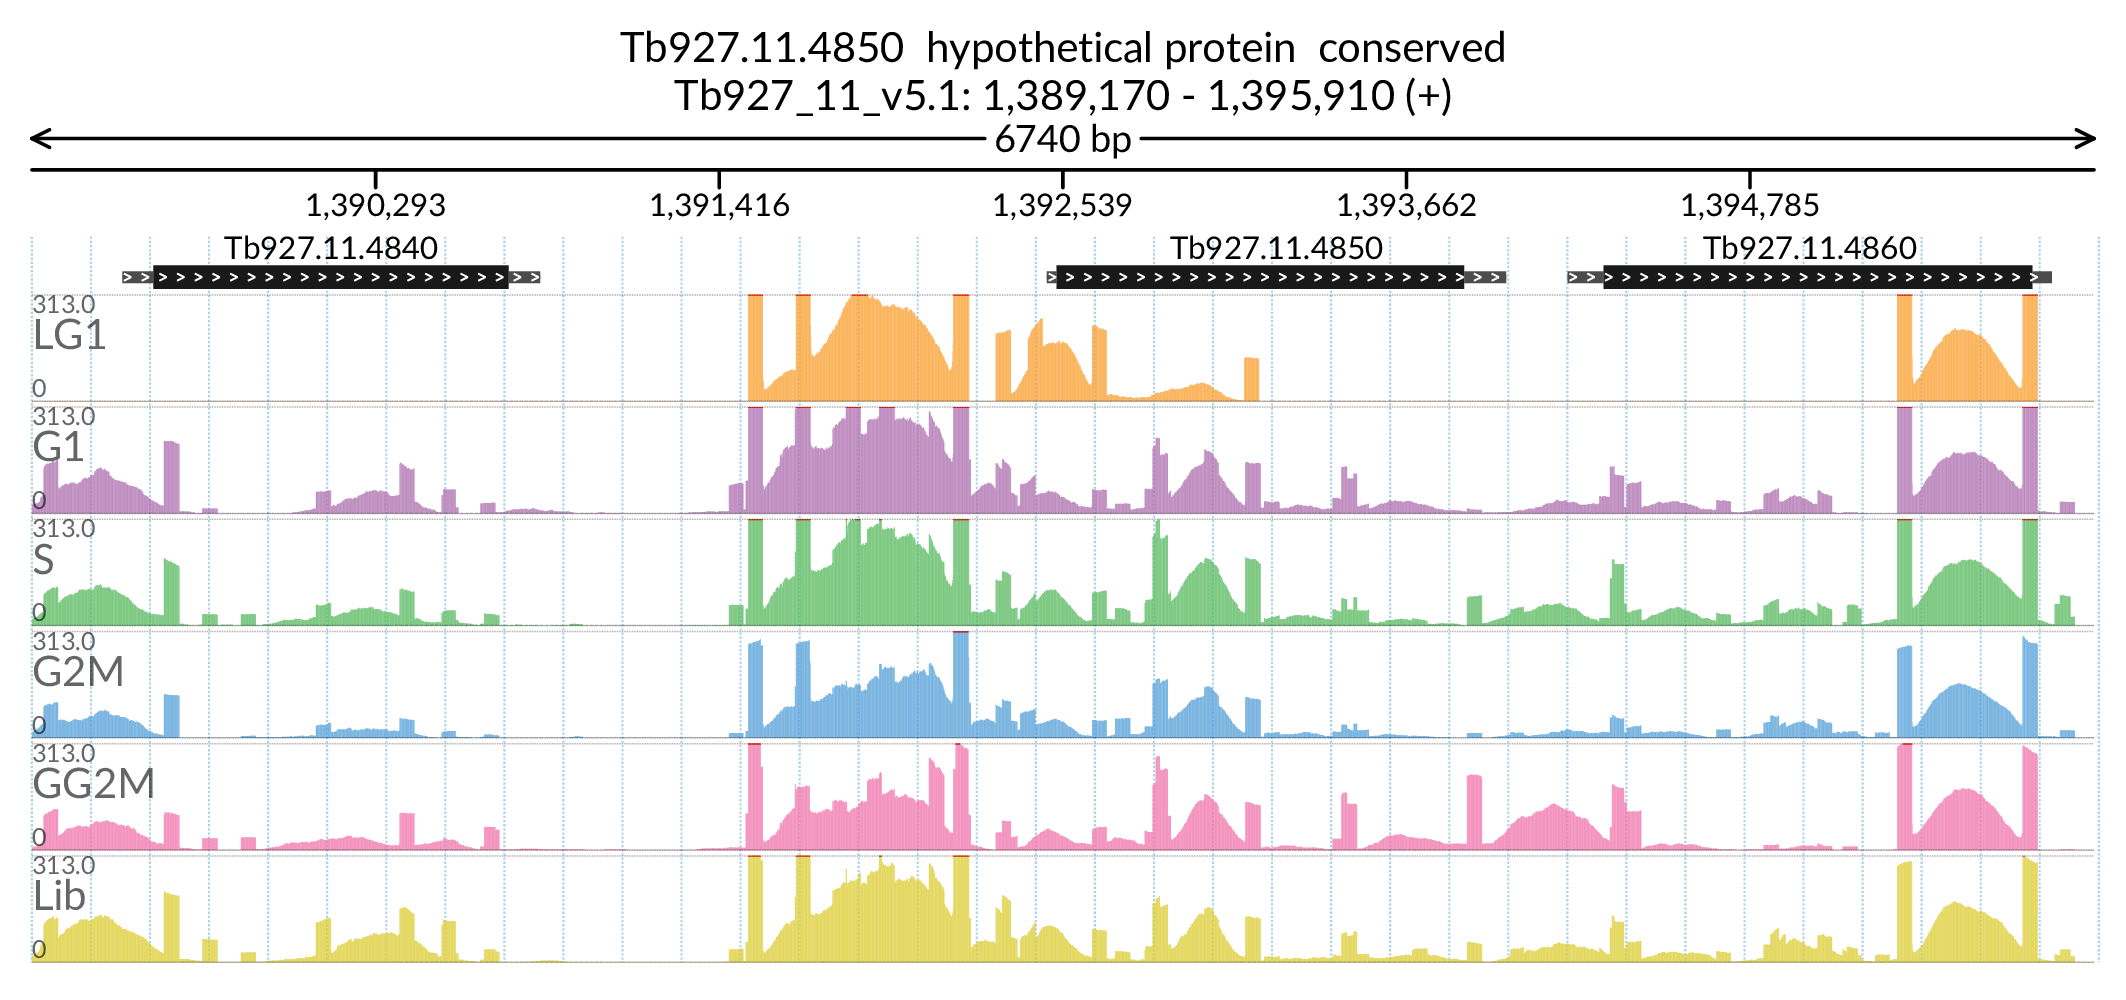 Tb927.11.4850 hypothetical protein conserved
Tb927_11_v5.1: 1,389,170 - 1,395,910 (+)
6740 bp
1,390,293 1,391,416 1,392,539 1,393,662 1,394,785
Tb927.11.4840 Tb927.11.4850 Tb927.11.4860
313.0
LG1
0
313.0
G1
0
313.0
S
0
313.0
G2M
0
313.0
GG2M
0
313.0
Lib
0